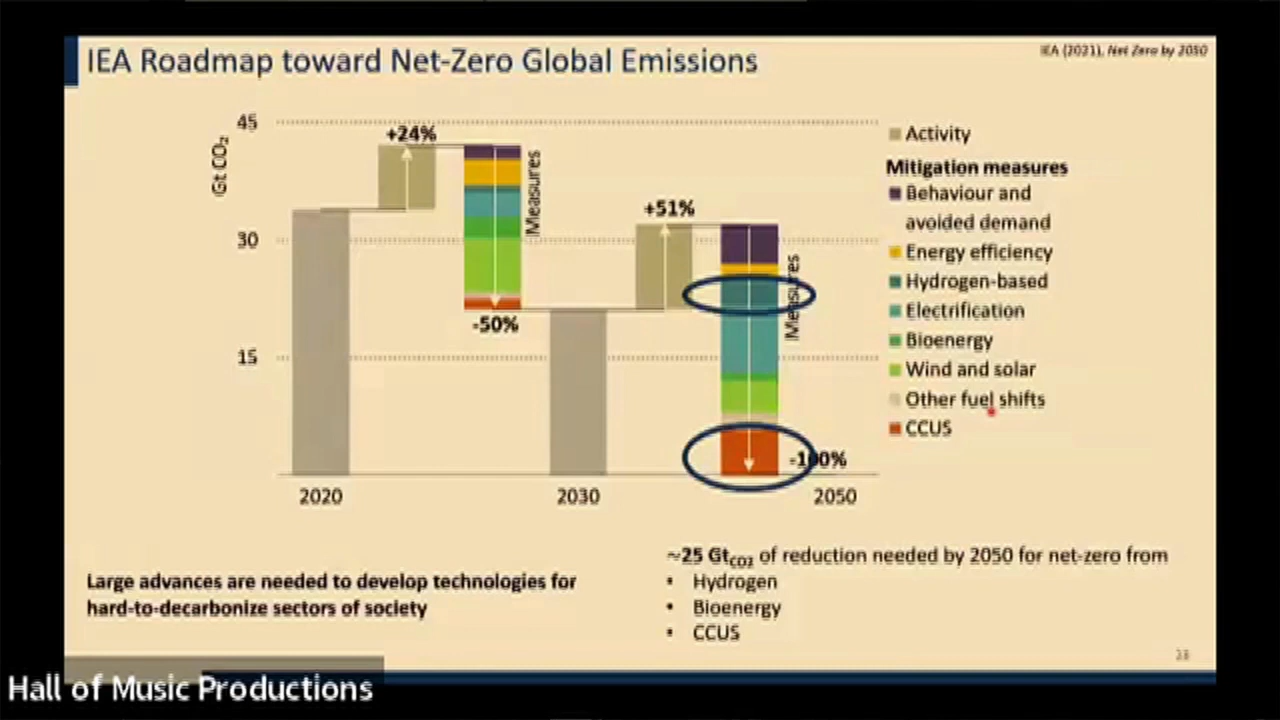 IEA Roadmap toward Net-Zero Global Emissions
IEA (2021), Net Zero by 2050
Gt CO₂
45
30
15
+24%
Measures
-50%
+51%
Measures
-100%
2020
2030
2050
Activity
Mitigation measures
Behaviour and
avoided demand
Energy efficiency
Hydrogen-based
Electrification
Bioenergy
Wind and solar
Other fuel shifts
CCUS
Large advances are needed to develop technologies for
hard-to-decarbonize sectors of society
~25 Gt_CO2 of reduction needed by 2050 for net-zero from
• Hydrogen
• Bioenergy
• CCUS
Hall of Music Productions